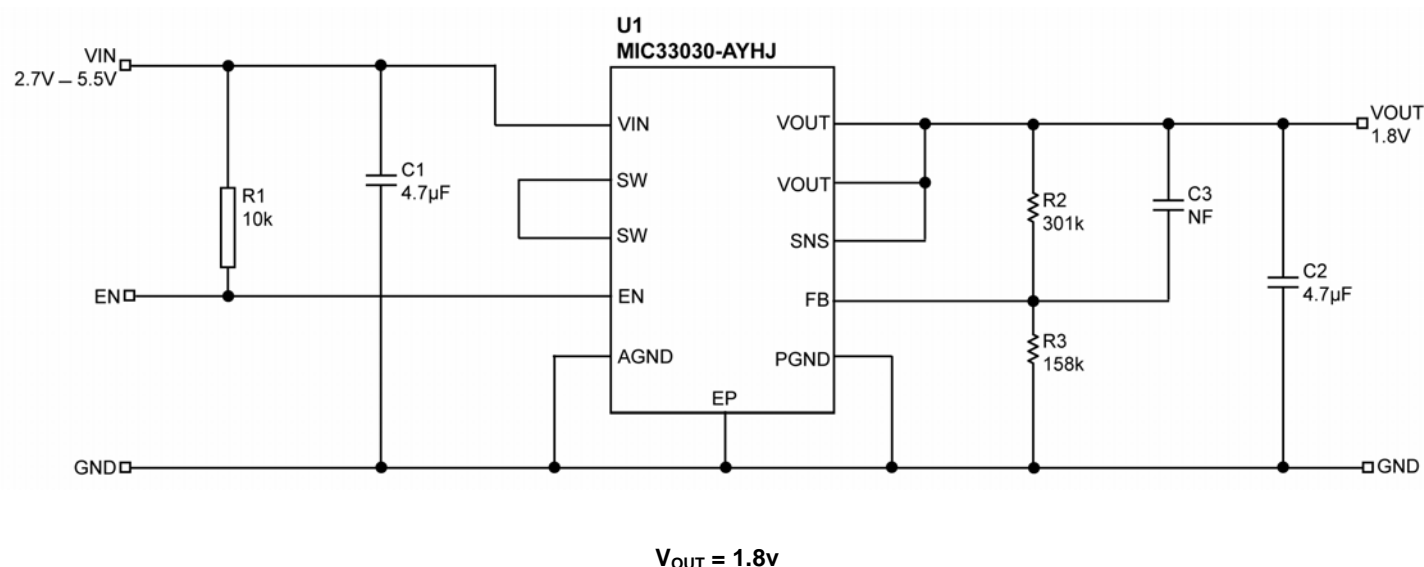 U1
MIC33030-AYHJ
VIN
2.7V – 5.5V
VIN
VOUT
VOUT
1.8V
SW
VOUT
C1
4.7µF
R1
10k
R2
301k
C3
NF
SW
SNS
C2
4.7µF
EN
EN
FB
R3
158k
AGND
PGND
EP
GND
GND
VOUT = 1.8v